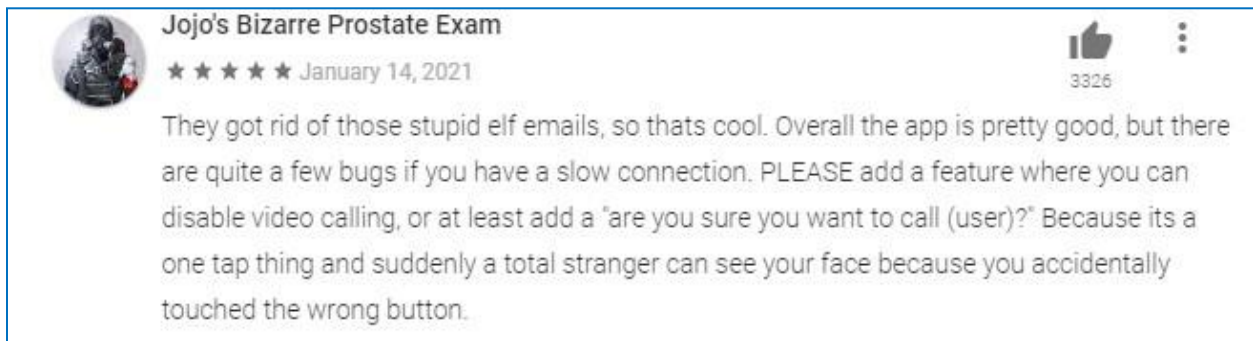 Jojo's Bizarre Prostate Exam
★★★★★ January 14, 2021
3326
They got rid of those stupid elf emails, so thats cool. Overall the app is pretty good, but there
are quite a few bugs if you have a slow connection. PLEASE add a feature where you can
disable video calling, or at least add a "are you sure you want to call (user)?" Because its a
one tap thing and suddenly a total stranger can see your face because you accidentally
touched the wrong button.